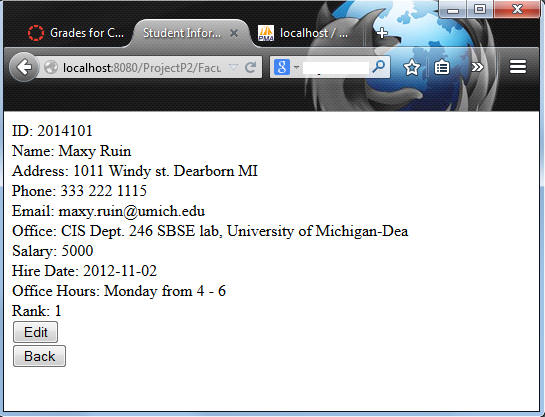 Grades for C...
Student Infor...
localhost / ...
localhost:8080/ProjectP2/Facu
ID: 2014101
Name: Maxy Ruin
Address: 1011 Windy st. Dearborn MI
Phone: 333 222 1115
Email: maxy.ruin@umich.edu
Office: CIS Dept. 246 SBSE lab, University of Michigan-Dea
Salary: 5000
Hire Date: 2012-11-02
Office Hours: Monday from 4 - 6
Rank: 1
Edit
Back